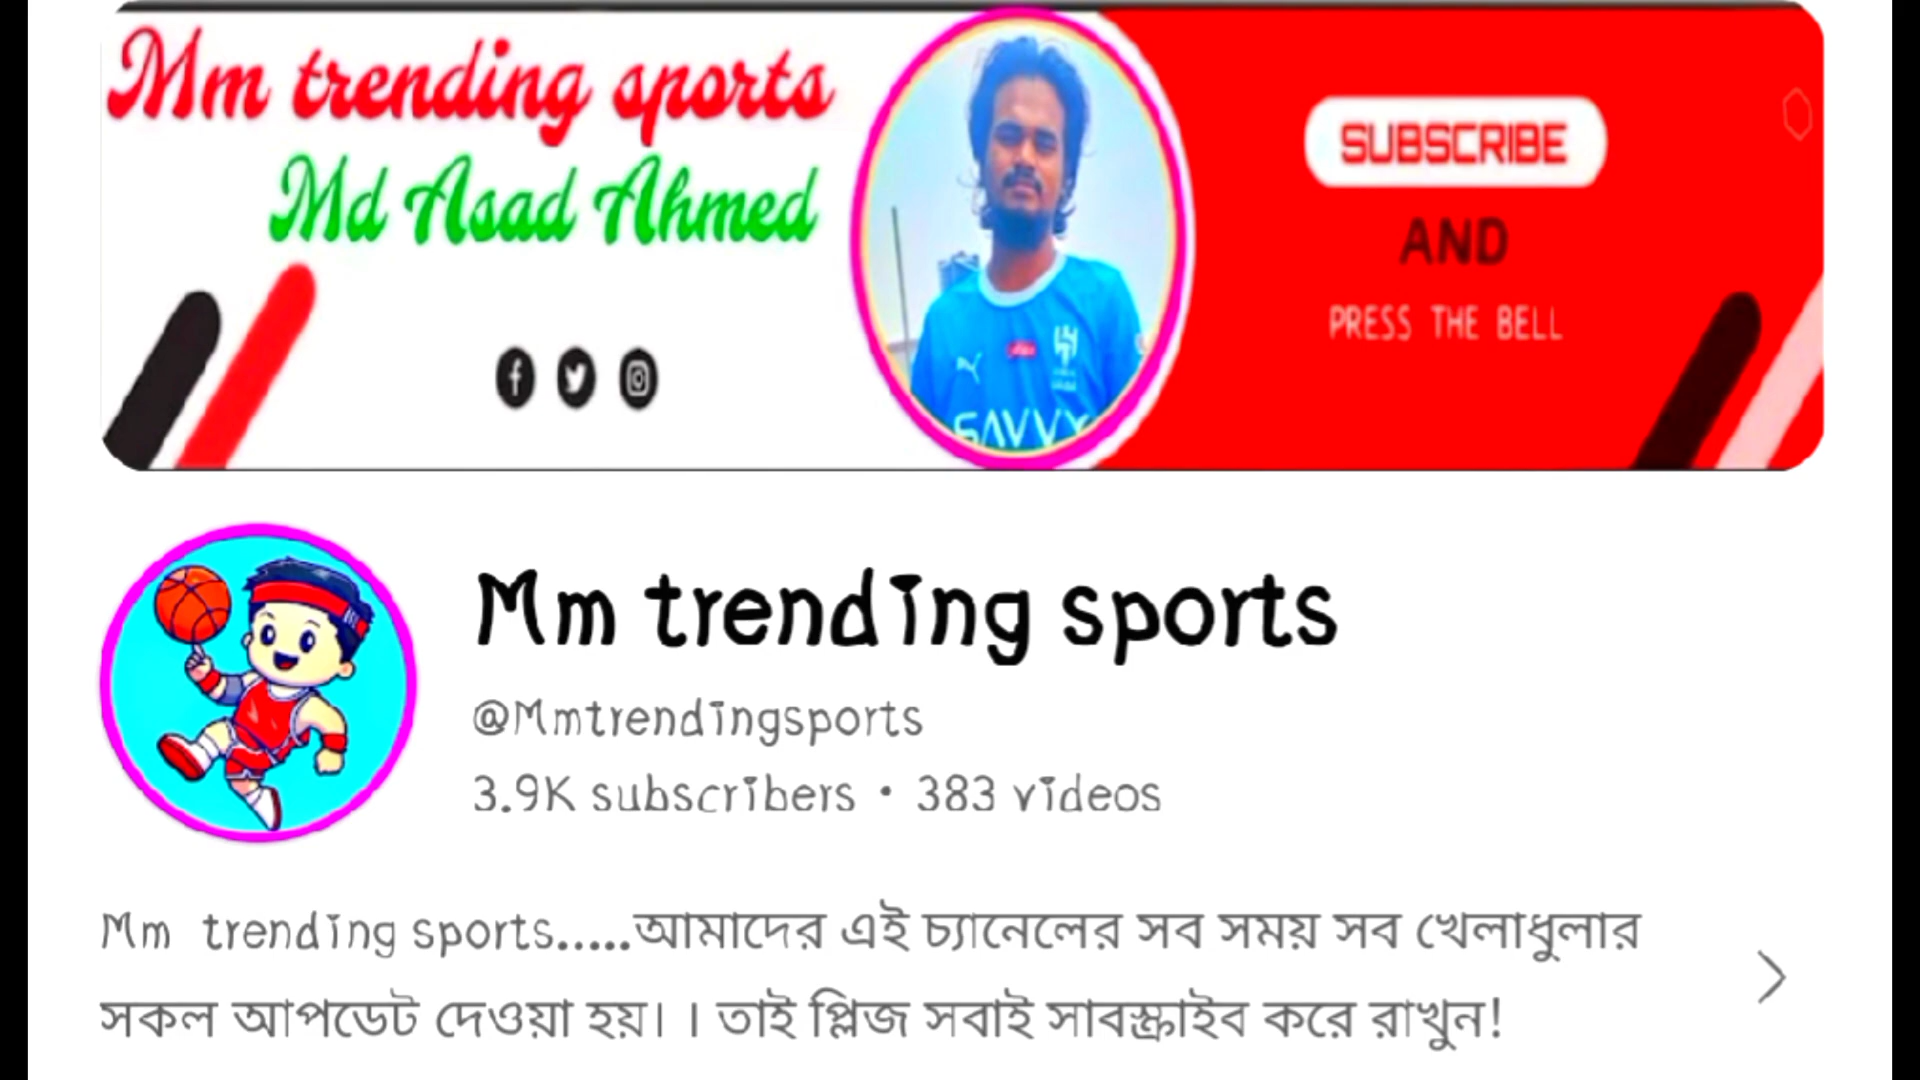 Mm trending sports
Md Asad Ahmed
SAVVY
SUBSCRIBE
AND
PRESS THE BELL
Mm trending sports
@Mmtrendingsports
3.9K subscribers • 383 videos
Mm trending sports.....আমাদের এই চ্যানেলের সব সময় সব খেলাধুলার
সকল আপডেট দেওয়া হয়। । তাই প্লিজ সবাই সাবস্ক্রাইব করে রাখুন!